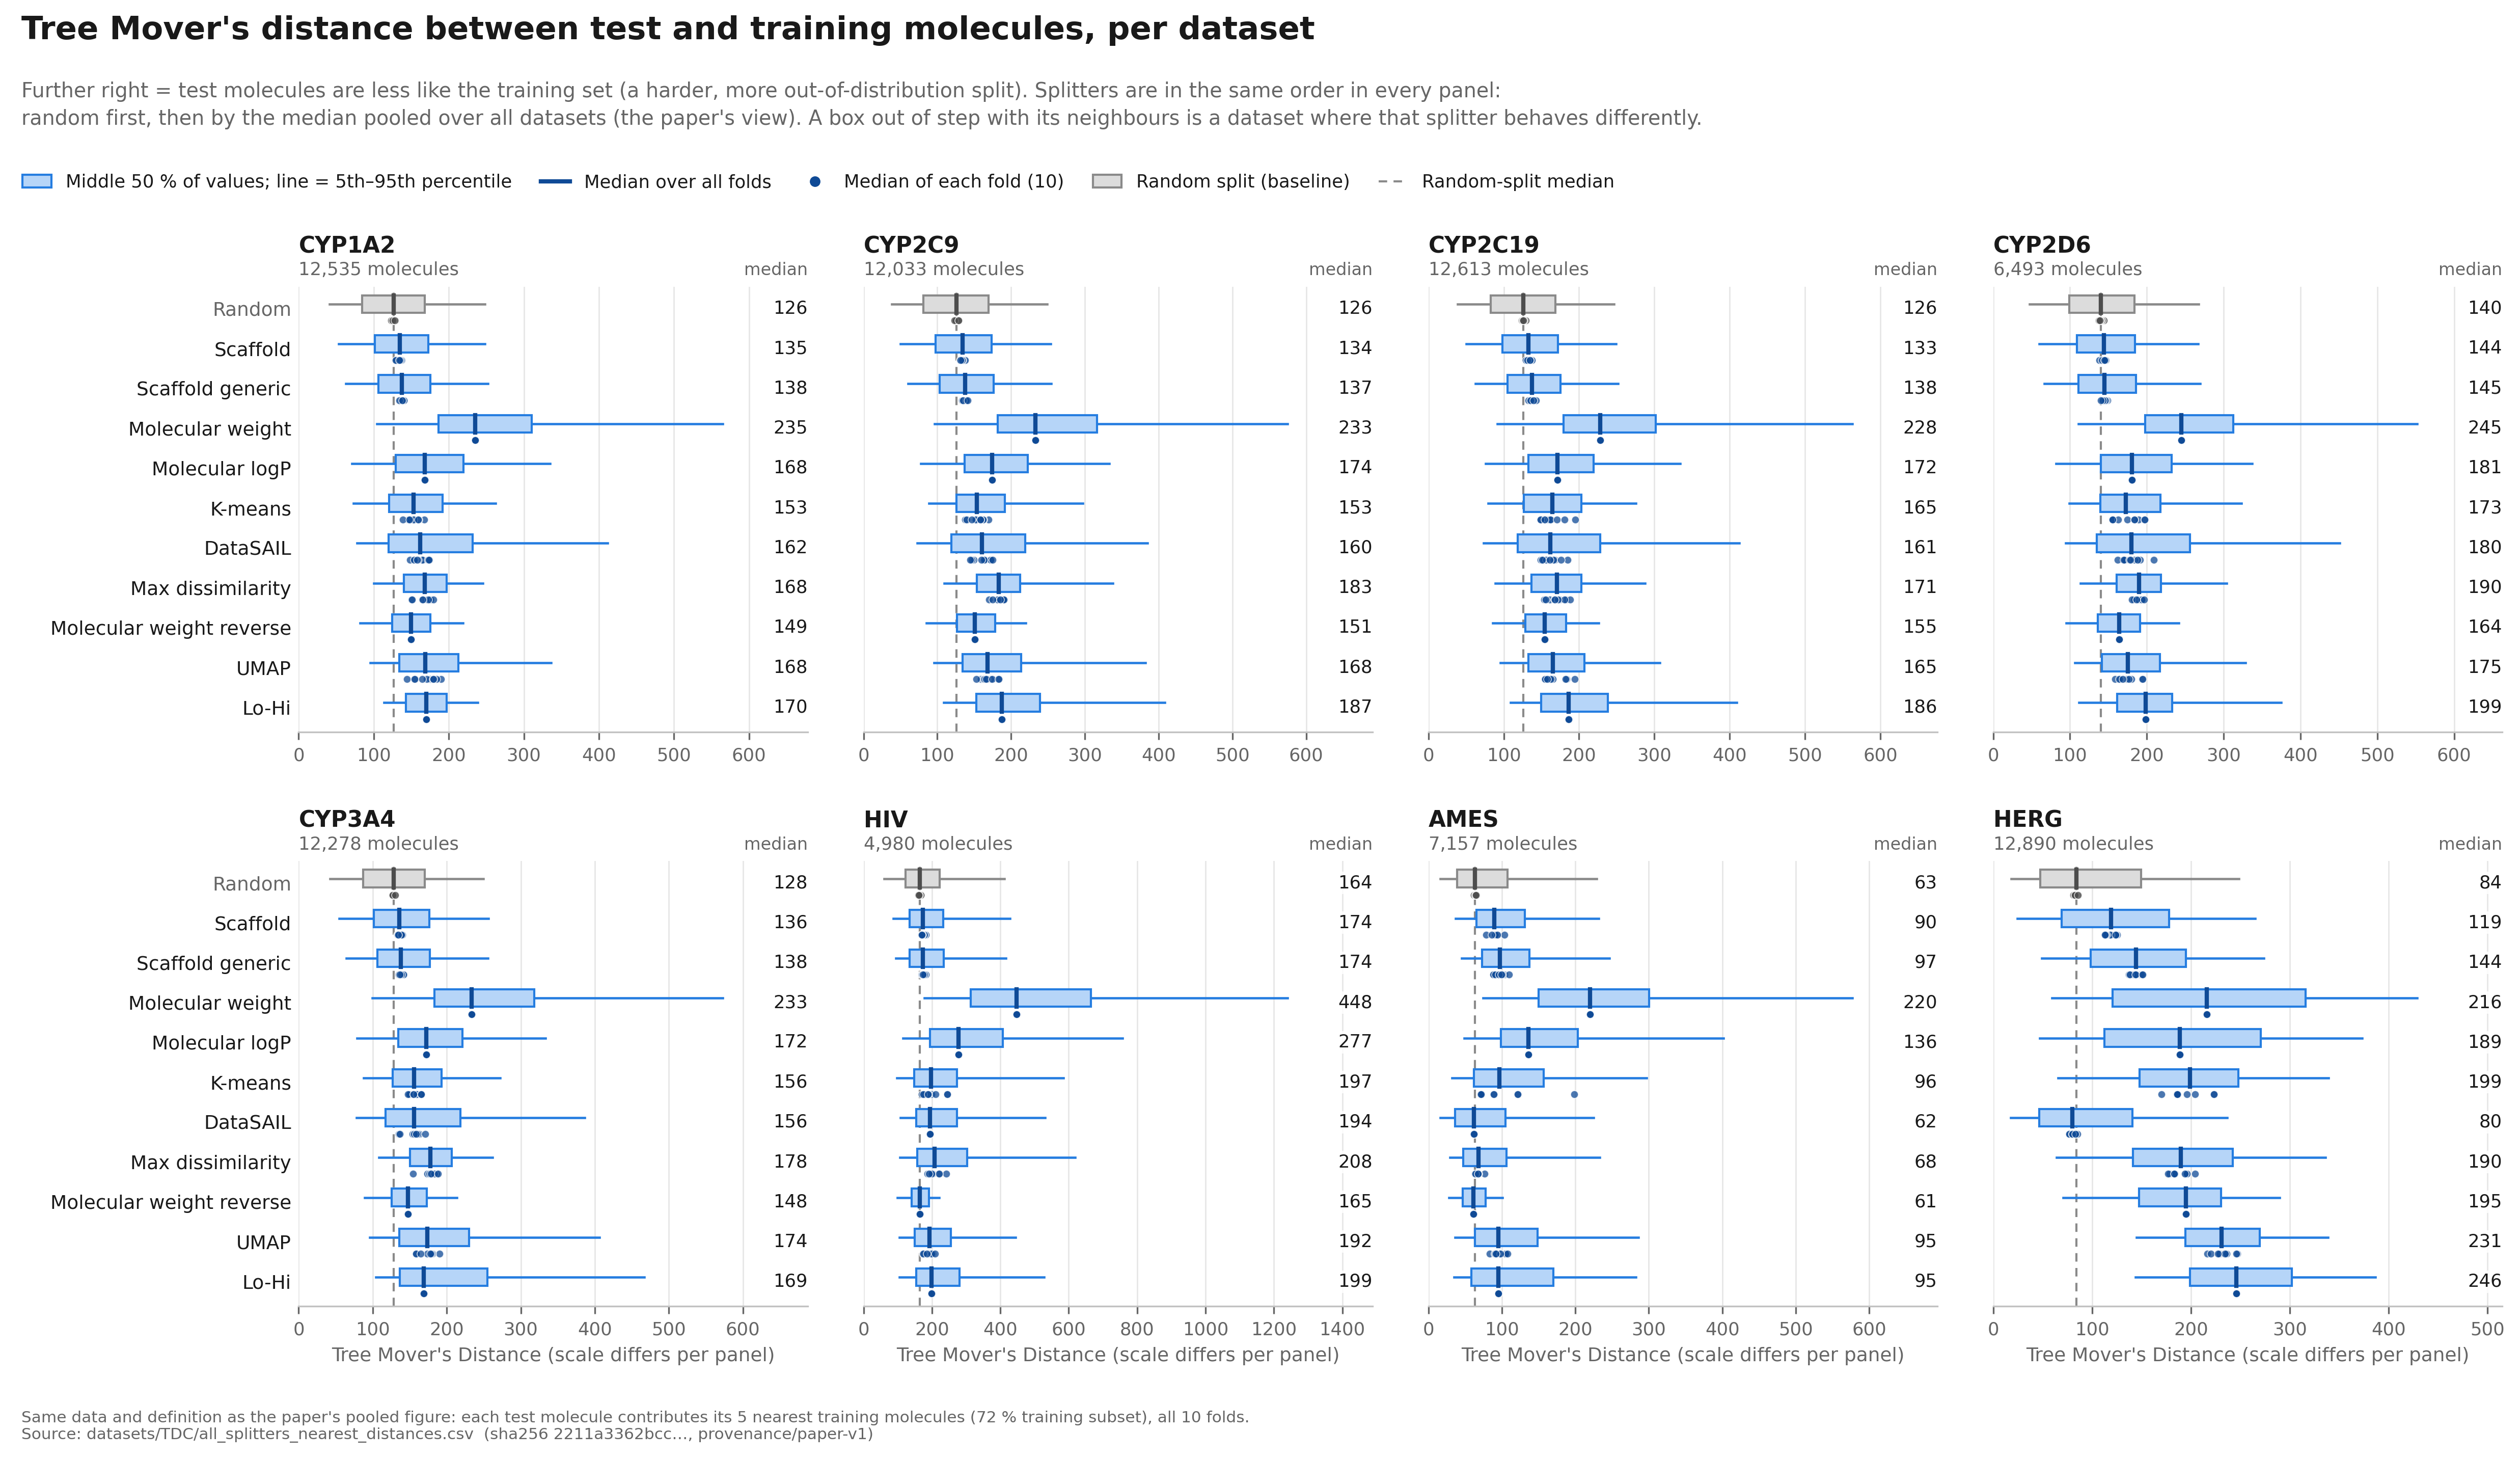 Tree Mover's distance between test and training molecules, per dataset
Further right = test molecules are less like the training set (a harder, more out-of-distribution split). Splitters are in the same order in every panel:
random first, then by the median pooled over all datasets (the paper's view). A box out of step with its neighbours is a dataset where that splitter behaves differently.
Middle 50 % of values; line = 5th–95th percentile Median over all folds Median of each fold (10) Random split (baseline) Random-split median
CYP1A2 CYP2C9 CYP2C19 CYP2D6
12,535 molecules median 12,033 molecules median 12,613 molecules median 6,493 molecules median
Random 126 126 126 140
Scaffold 135 134 133 144
Scaffold generic 138 137 138 145
Molecular weight 235 233 228 245
Molecular logP 168 174 172 181
K-means 153 153 165 173
DataSAIL 162 160 161 180
Max dissimilarity 168 183 171 190
Molecular weight reverse 149 151 155 164
UMAP 168 168 165 175
Lo-Hi 170 187 186 199
0 100 200 300 400 500 600 0 100 200 300 400 500 600 0 100 200 300 400 500 600 0 100 200 300 400 500 600
CYP3A4 HIV AMES HERG
12,278 molecules median 4,980 molecules median 7,157 molecules median 12,890 molecules median
Random 128 164 63 84
Scaffold 136 174 90 119
Scaffold generic 138 174 97 144
Molecular weight 233 448 220 216
Molecular logP 172 277 136 189
K-means 156 197 96 199
DataSAIL 156 194 62 80
Max dissimilarity 178 208 68 190
Molecular weight reverse 148 165 61 195
UMAP 174 192 95 231
Lo-Hi 169 199 95 246
0 100 200 300 400 500 600 0 200 400 600 800 1000 1200 1400 0 100 200 300 400 500 600 0 100 200 300 400 500
Tree Mover's Distance (scale differs per panel) Tree Mover's Distance (scale differs per panel) Tree Mover's Distance (scale differs per panel) Tree Mover's Distance (scale differs per panel)
Same data and definition as the paper's pooled figure: each test molecule contributes its 5 nearest training molecules (72 % training subset), all 10 folds.
Source: datasets/TDC/all_splitters_nearest_distances.csv (sha256 2211a3362bcc…, provenance/paper-v1)